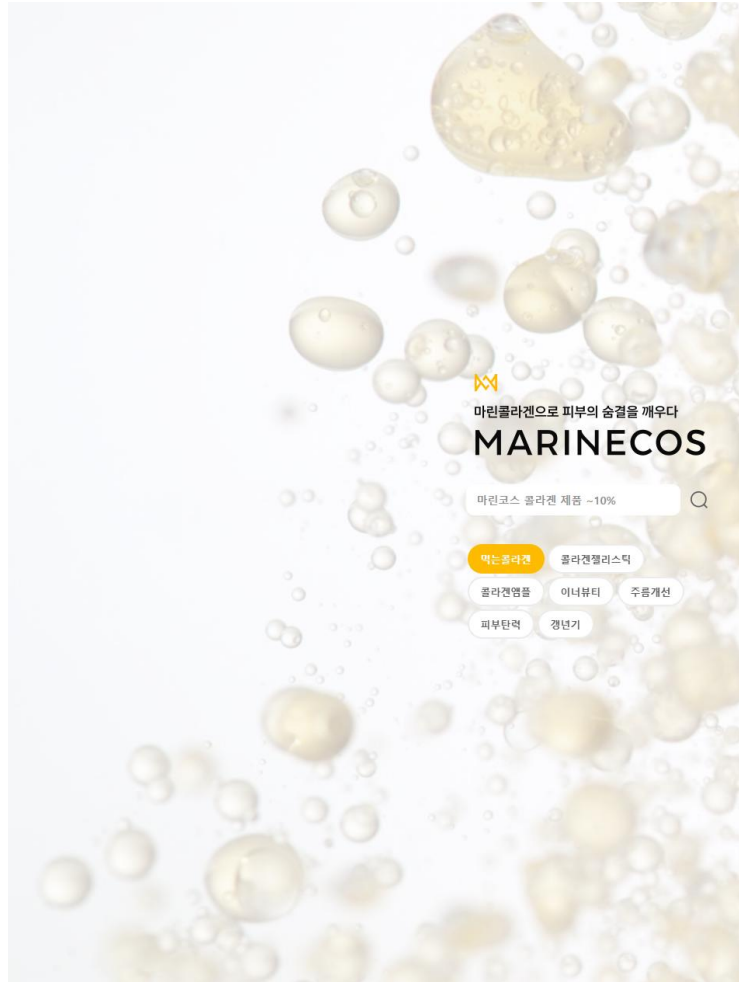 마린콜라겐으로 피부의 숨결을 깨우다
MARINECOS
마린코스 콜라겐 제품 ~10%
먹는콜라겐 콜라겐젤리스틱
콜라겐앰플 이너뷰티 주름개선
피부탄력 갱년기